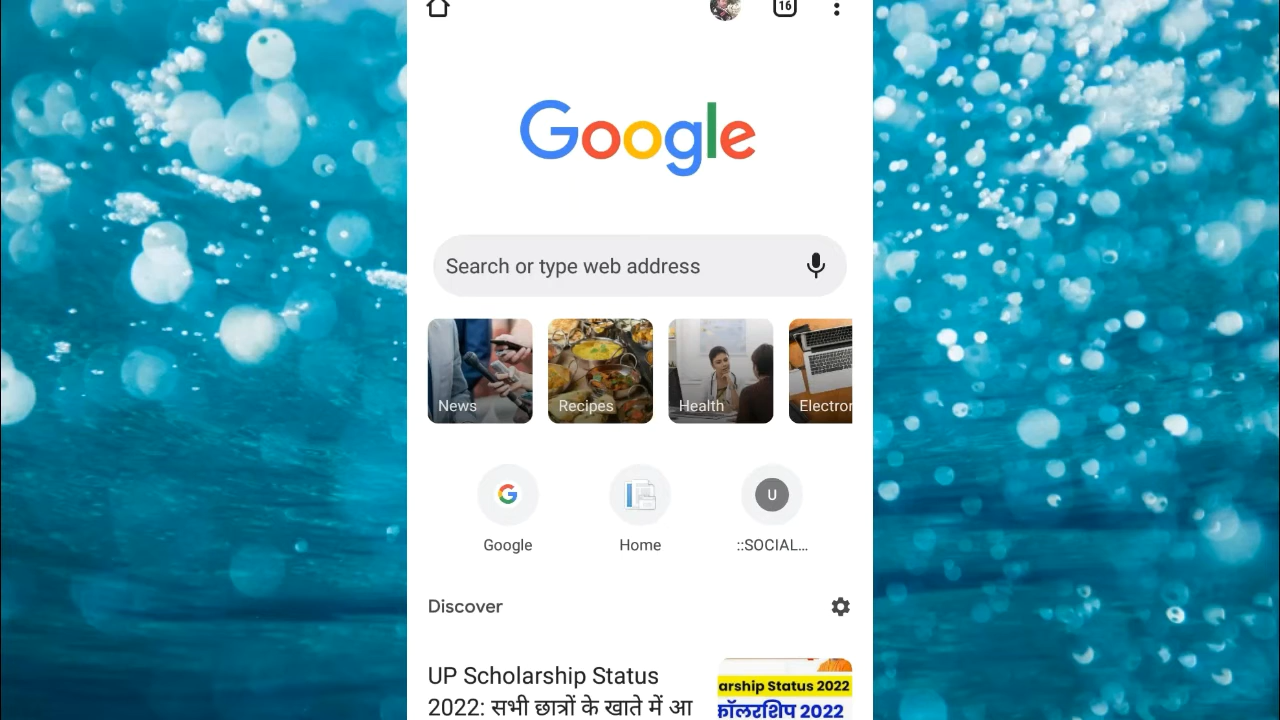 16
Google
Search or type web address
News
Recipes
Health
Electror
Google
U
Home
::SOCIAL...
Discover
UP Scholarship Status
2022: सभी छात्रों के खाते में आ
arship Status 2022
कॉलरशिप 2022